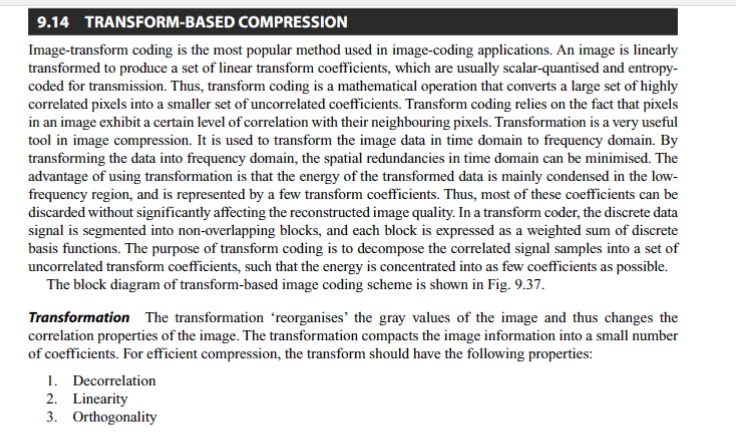 9.14 TRANSFORM-BASED COMPRESSION
Image-transform coding is the most popular method used in image-coding applications. An image is linearly
transformed to produce a set of linear transform coefficients, which are usually scalar-quantised and entropy-
coded for transmission. Thus, transform coding is a mathematical operation that converts a large set of highly
correlated pixels into a smaller set of uncorrelated coefficients. Transform coding relies on the fact that pixels
in an image exhibit a certain level of correlation with their neighbouring pixels. Transformation is a very useful
tool in image compression. It is used to transform the image data in time domain to frequency domain. By
transforming the data into frequency domain, the spatial redundancies in time domain can be minimised. The
advantage of using transformation is that the energy of the transformed data is mainly condensed in the low-
frequency region, and is represented by a few transform coefficients. Thus, most of these coefficients can be
discarded without significantly affecting the reconstructed image quality. In a transform coder, the discrete data
signal is segmented into non-overlapping blocks, and each block is expressed as a weighted sum of discrete
basis functions. The purpose of transform coding is to decompose the correlated signal samples into a set of
uncorrelated transform coefficients, such that the energy is concentrated into as few coefficients as possible.
The block diagram of transform-based image coding scheme is shown in Fig. 9.37.
Transformation The transformation ‘reorganises’ the gray values of the image and thus changes the
correlation properties of the image. The transformation compacts the image information into a small number
of coefficients. For efficient compression, the transform should have the following properties:
1. Decorrelation
2. Linearity
3. Orthogonality